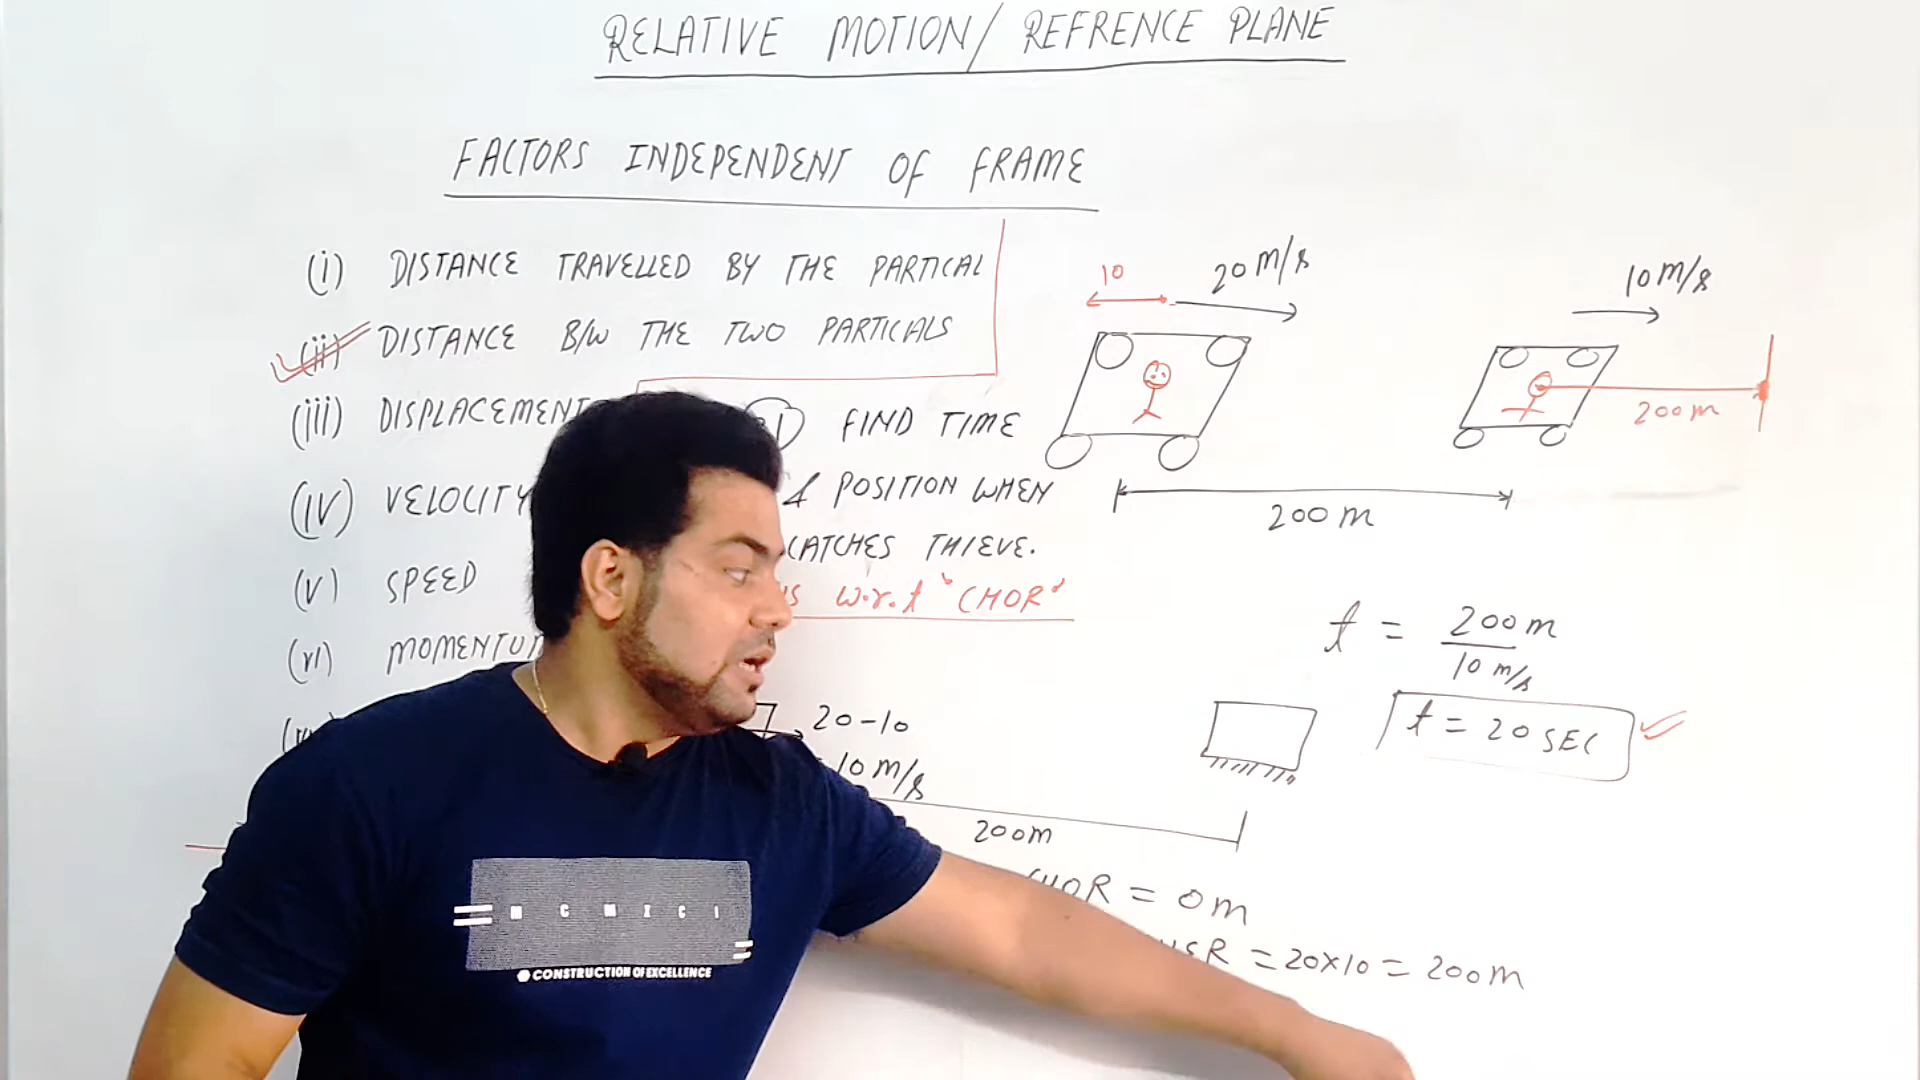 RELATIVE MOTION/ REFRENCE PLANE
FACTORS INDEPENDENT OF FRAME
(i) DISTANCE TRAVELLED BY THE PARTICAL
(ii) DISTANCE B/W THE TWO PARTICALS
(iii) DISPLACEMENT
(iv) VELOCITY
(v) SPEED
(vi) MOMENTUM
FIND TIME
& POSITION WHEN
CATCHES THIEVE.
w.r.t "CHOR"
10
20 m/s
10 m/s
200 m
200 m
t = 200 m
10 m/s
t = 20 SEC
20-10
10 m/s
200 m
CHOR = 0 m
= 20 x 10 = 200 m
M C M X C I
CONSTRUCTION OF EXCELLENCE